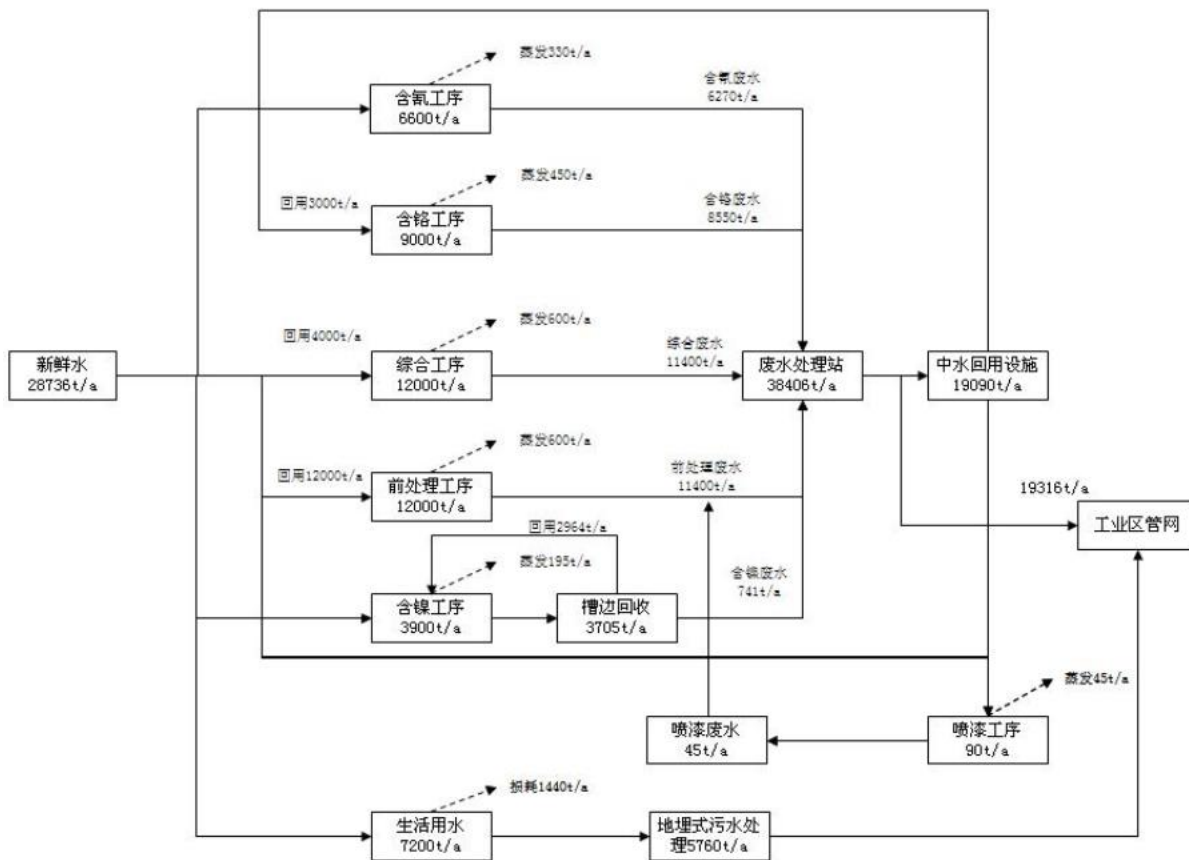 蒸发330t/a
含氰废水
6270t/a
含氰工序
6600t/a
蒸发450t/a
回用3000t/a
含铬废水
8550t/a
含铬工序
9000t/a
蒸发600t/a
回用4000t/a
综合废水
11400t/a
新鲜水
28736t/a
综合工序
12000t/a
废水处理站
38406t/a
中水回用设施
19090t/a
蒸发600t/a
回用12000t/a
前处理废水
11400t/a
前处理工序
12000t/a
19316t/a
工业区管网
回用2964t/a
蒸发195t/a
含镍废水
741t/a
含镍工序
3900t/a
槽边回收
3705t/a
蒸发45t/a
喷漆废水
45t/a
喷漆工序
90t/a
损耗1440t/a
生活用水
7200t/a
地埋式污水处
理5760t/a